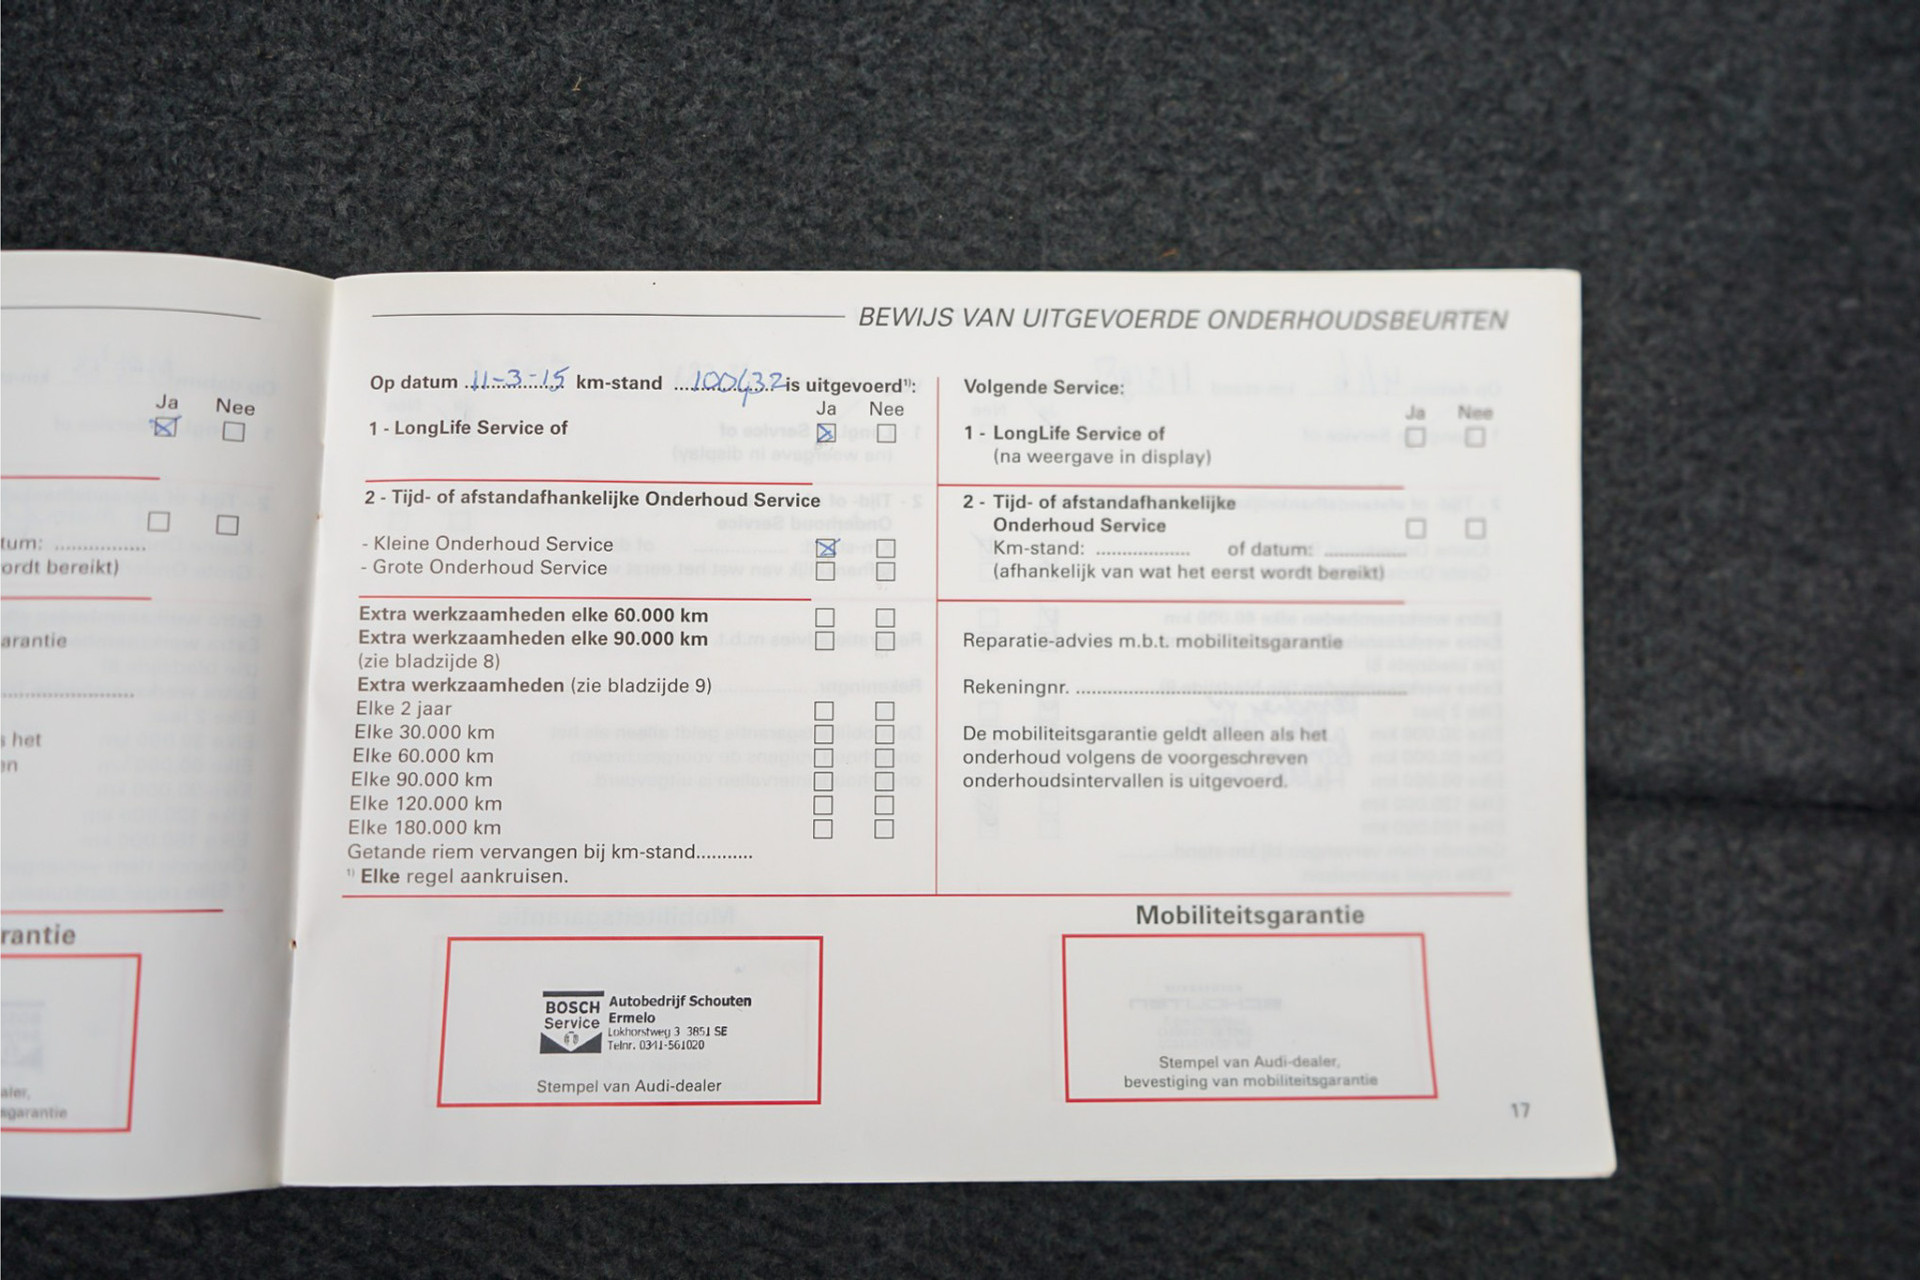 Ja Nee
tum: ................
ordt bereikt)
arantie
......................
s het
en
rantie
aler,
sgarantie
BEWIJS VAN UITGEVOERDE ONDERHOUDSBEURTEN
Op datum 11-3-15 km-stand 100432 is uitgevoerd¹⁾:
Ja Nee
1 - LongLife Service of
2 - Tijd- of afstandafhankelijke Onderhoud Service
- Kleine Onderhoud Service
- Grote Onderhoud Service
Extra werkzaamheden elke 60.000 km
Extra werkzaamheden elke 90.000 km
(zie bladzijde 8)
Extra werkzaamheden (zie bladzijde 9)
Elke 2 jaar
Elke 30.000 km
Elke 60.000 km
Elke 90.000 km
Elke 120.000 km
Elke 180.000 km
Getande riem vervangen bij km-stand...........
¹⁾ Elke regel aankruisen.
Volgende Service:
Ja Nee
1 - LongLife Service of
(na weergave in display)
2 - Tijd- of afstandafhankelijke
Onderhoud Service
Km-stand: ................ of datum: ..............
(afhankelijk van wat het eerst wordt bereikt)
Reparatie-advies m.b.t. mobiliteitsgarantie
Rekeningnr. ........................................................
De mobiliteitsgarantie geldt alleen als het
onderhoud volgens de voorgeschreven
onderhoudsintervallen is uitgevoerd.
BOSCH
Service
Autobedrijf Schouten
Ermelo
Lokhorstweg 3 3851 SE
Telnr. 0341-561020
Stempel van Audi-dealer
Mobiliteitsgarantie
Stempel van Audi-dealer,
bevestiging van mobiliteitsgarantie
17